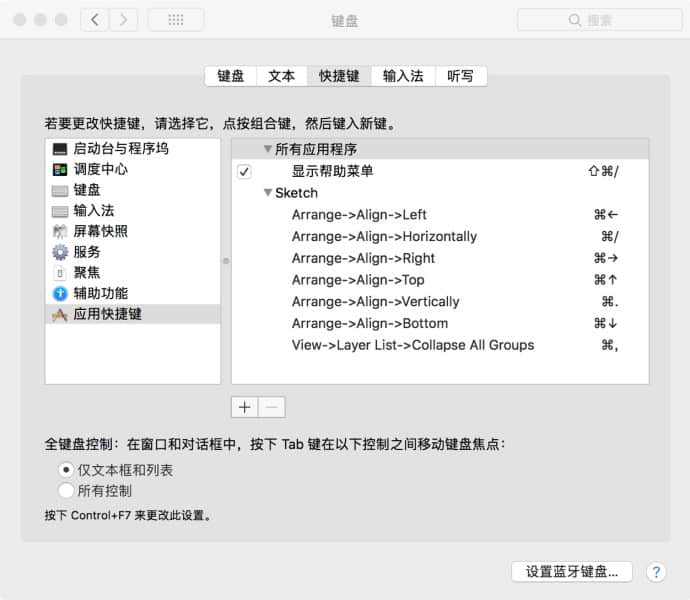 键盘
搜索
键盘 文本 快捷键 输入法 听写
若要更改快捷键，请选择它，点按组合键，然后键入新键。
启动台与程序坞
调度中心
键盘
输入法
屏幕快照
服务
聚焦
辅助功能
应用快捷键
所有应用程序
显示帮助菜单 ⇧⌘/
Sketch
Arrange->Align->Left ⌘←
Arrange->Align->Horizontally ⌘/
Arrange->Align->Right ⌘→
Arrange->Align->Top ⌘↑
Arrange->Align->Vertically ⌘.
Arrange->Align->Bottom ⌘↓
View->Layer List->Collapse All Groups ⌘,
全键盘控制：在窗口和对话框中，按下 Tab 键在以下控制之间移动键盘焦点：
仅文本框和列表
所有控制
按下 Control+F7 来更改此设置。
设置蓝牙键盘... ?